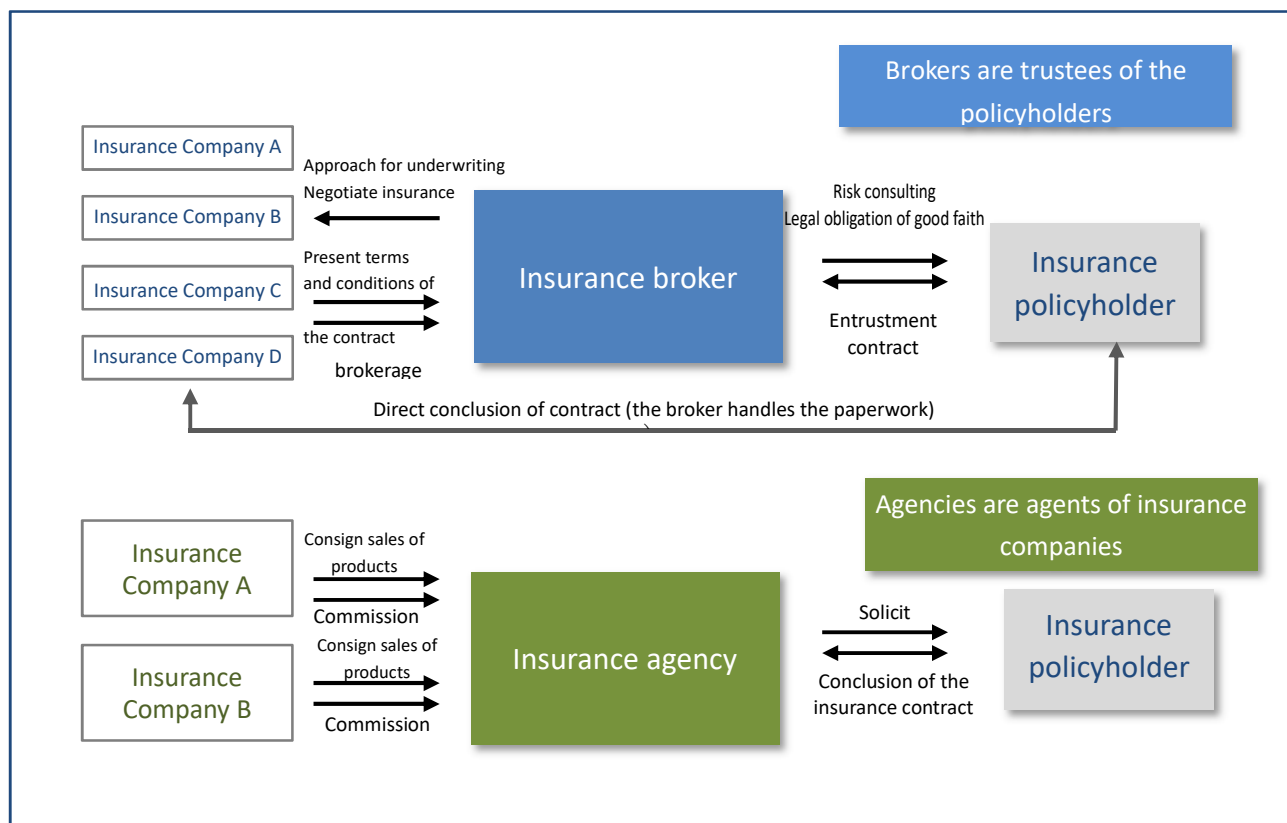 Brokers are trustees of the
policyholders
Insurance Company A
Insurance Company B
Insurance Company C
Insurance Company D
Approach for underwriting
Negotiate insurance
Present terms
and conditions of
the contract
brokerage
Insurance broker
Risk consulting
Legal obligation of good faith
Entrustment
contract
Insurance
policyholder
Direct conclusion of contract (the broker handles the paperwork)
Agencies are agents of insurance
companies
Insurance
Company A
Insurance
Company B
Consign sales of
products
Commission
Consign sales of
products
Commission
Insurance agency
Solicit
Conclusion of the
insurance contract
Insurance
policyholder